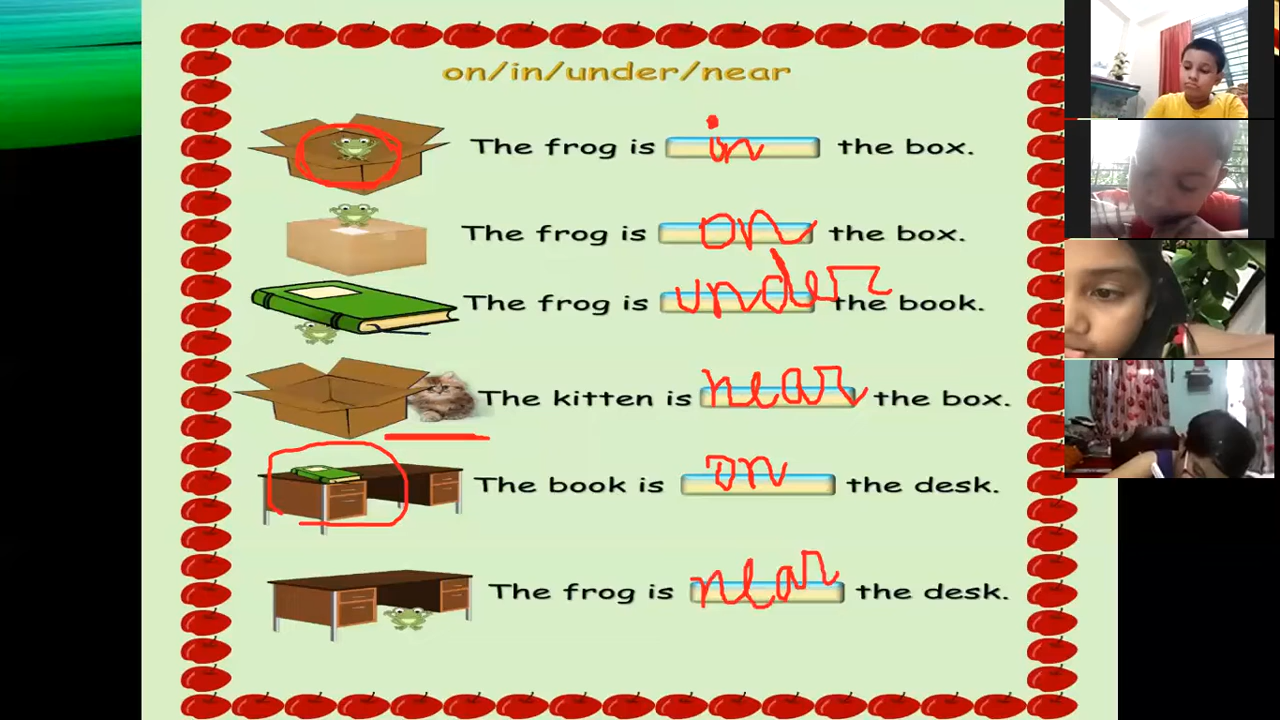 on/in/under/near
The frog is in the box.
The frog is on the box.
The frog is under the book.
The kitten is near the box.
The book is on the desk.
The frog is near the desk.